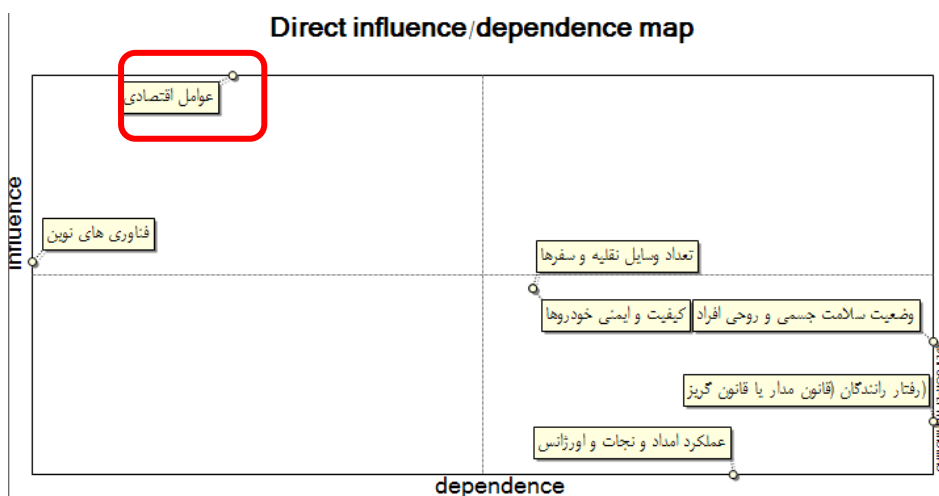 Direct influence/dependence map
عوامل اقتصادی
influence
فناوری های نوین
تعداد وسایل نقلیه و سفرها
کیفیت و ایمنی خودروها
وضعیت سلامت جسمی و روحی افراد
(رفتار رانندگان (قانون مدار یا قانون گریز
عملکرد امداد و نجات و اورژانس
dependence